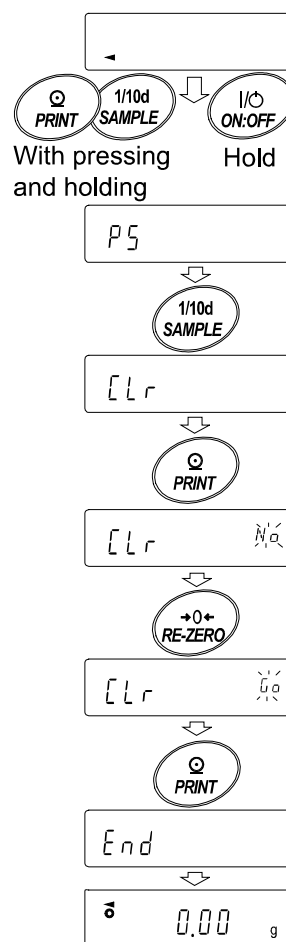 1/10d
I/⏻
PRINT
SAMPLE
ON:OFF
With pressing
and holding
Hold
PS
1/10d
SAMPLE
CLr
PRINT
CLr No
→0←
RE-ZERO
CLr Go
PRINT
End
0.00 g